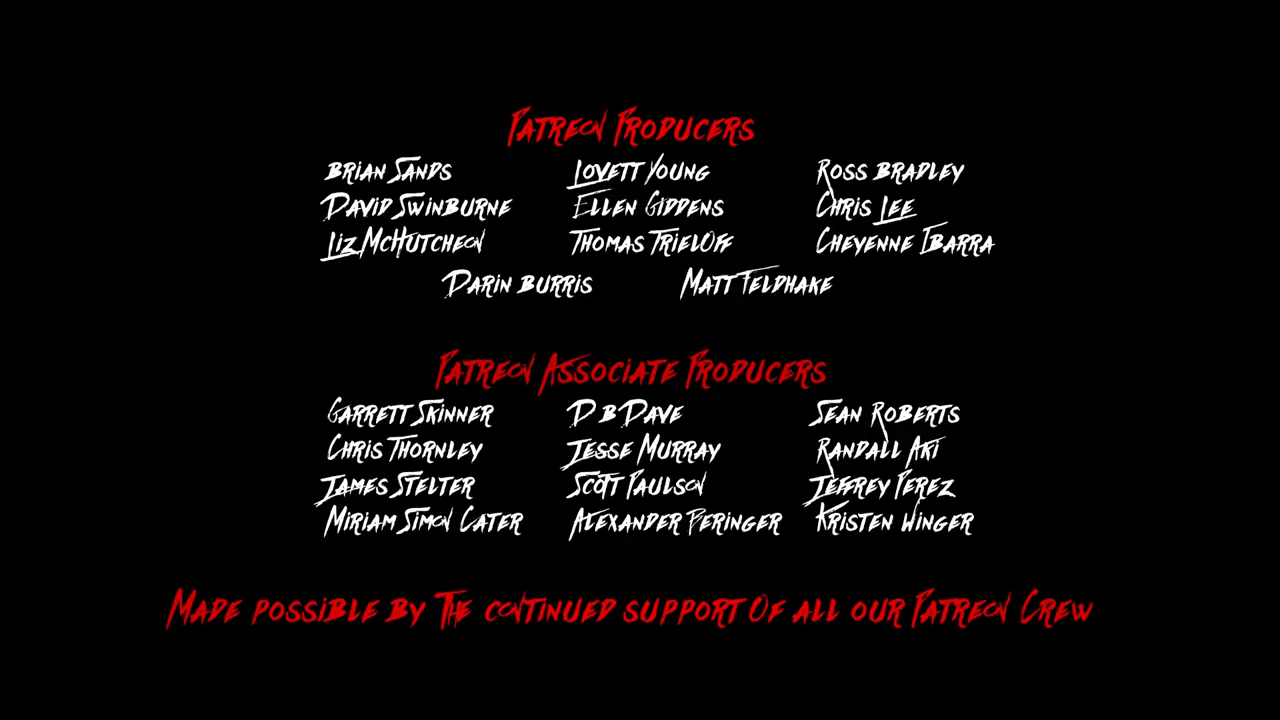 Patreon Producers
Brian Sands Lovett Young Ross Bradley
David Swinburne Ellen Giddens Chris Lee
Liz McHutcheon Thomas Trieloff Cheyenne Ibarra
Darin Burris Matt Feldhake
Patreon Associate Producers
Garrett Skinner D B Dave Sean Roberts
Chris Thornley Jesse Murray Randall Aki
James Stelter Scott Paulson Jeffrey Perez
Miriam Simon Cater Alexander Beringer Kristen Winger
Made possible by the continued support of all our Patreon Crew